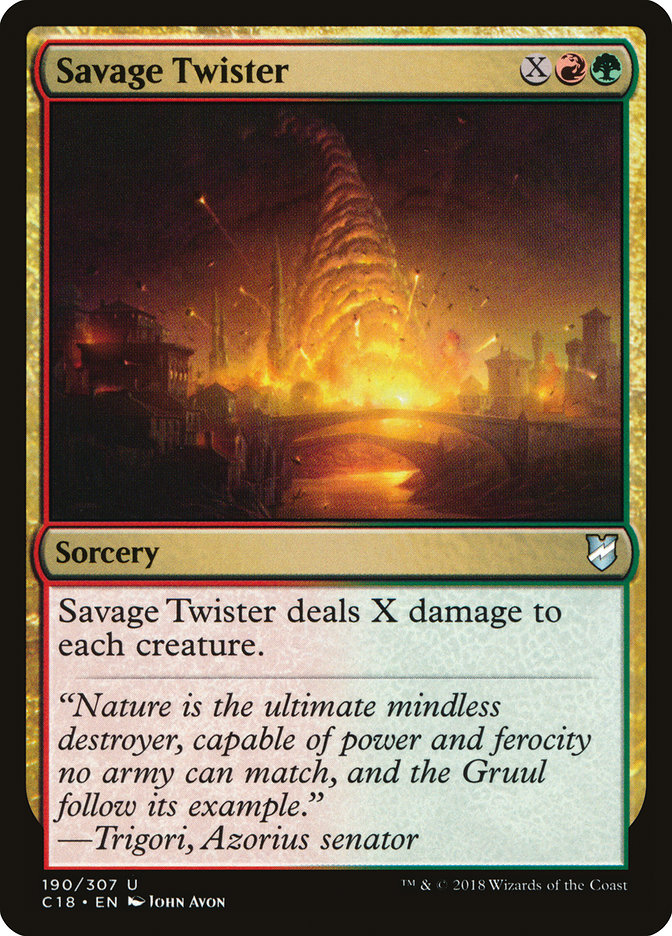 Savage Twister X
Sorcery
Savage Twister deals X damage to
each creature.
“Nature is the ultimate mindless
destroyer, capable of power and ferocity
no army can match, and the Gruul
follow its example.”
—Trigori, Azorius senator
190/307 U
™ & © 2018 Wizards of the Coast
C18 • EN John Avon